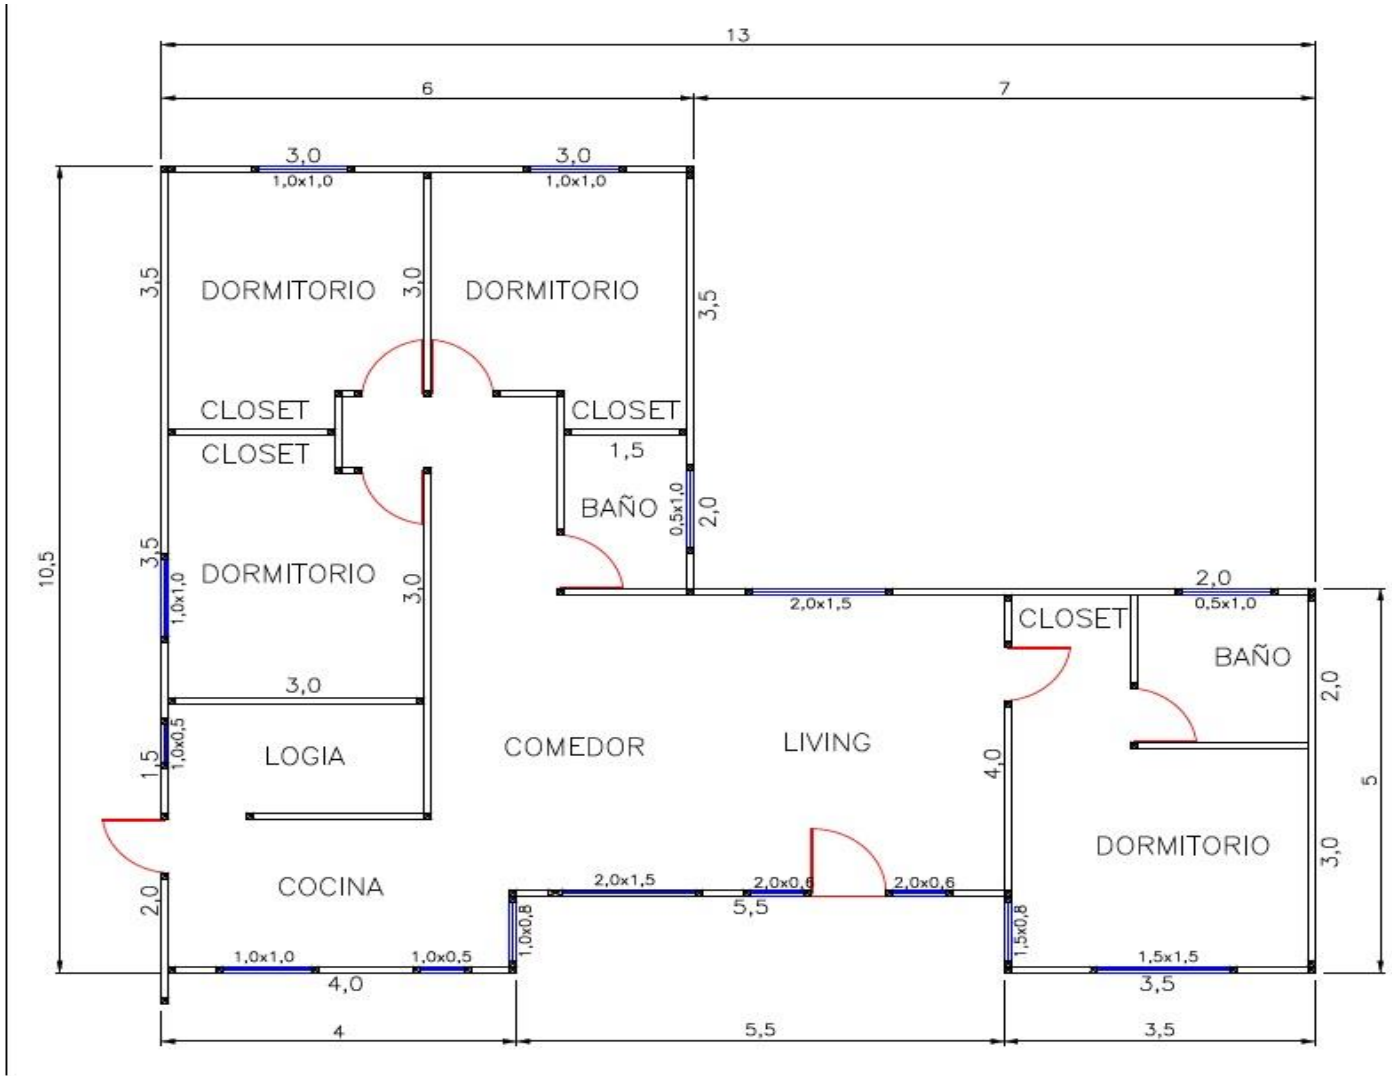 13
6
7
3,0
3,0
1,0x1,0
1,0x1,0
3,5
DORMITORIO
3,0
DORMITORIO
3,5
CLOSET
CLOSET
CLOSET
1,5
BAÑO
0,5x1,0
2,0
10,5
3,5
DORMITORIO
1,0x1,0
3,0
2,0x1,5
2,0
0,5x1,0
CLOSET
BAÑO
2,0
3,0
1,0x0,5
1,5
LOGIA
COMEDOR
LIVING
4,0
5
DORMITORIO
3,0
COCINA
2,0
2,0x1,5
2,0x0,6
2,0x0,6
5,5
1,0x0,8
1,5x0,8
1,0x1,0
1,0x0,5
1,5x1,5
4,0
3,5
4
5,5
3,5